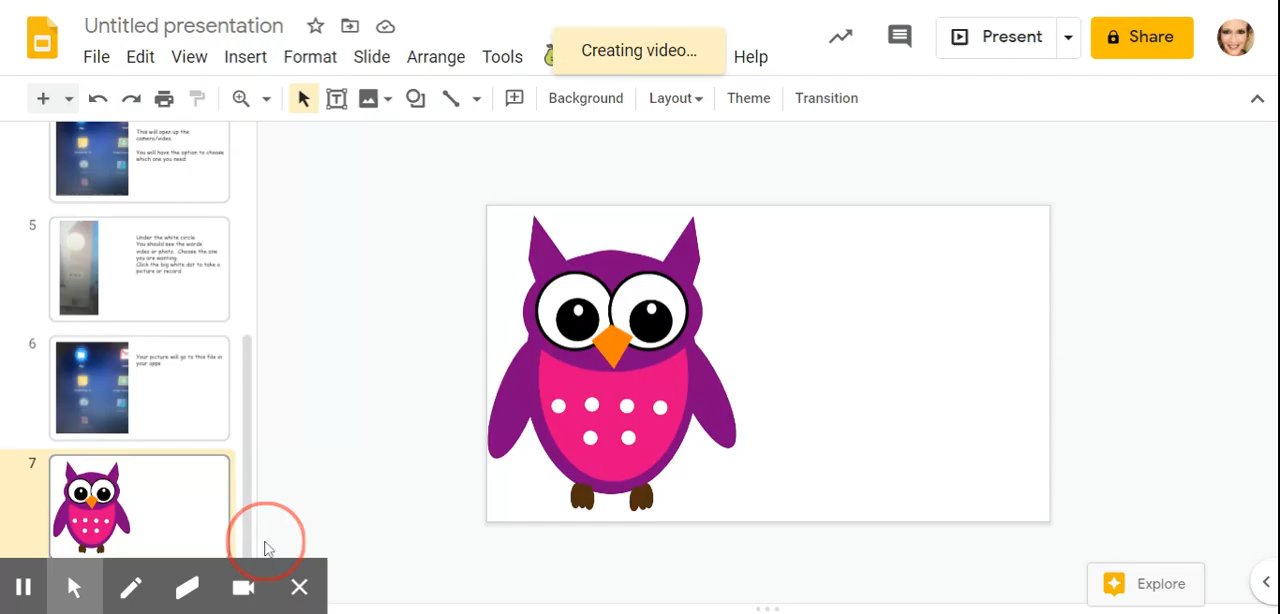 Untitled presentation
Creating video...
File Edit View Insert Format Slide Arrange Tools Help
Present
Share
Background Layout Theme Transition
This will open up the
camera/video.
You will have the option to choose
which one you need.
5
Under the white circle
You should see the words
video or photo. Choose the one
you are wanting.
Click the big white dot to take a
picture or record.
6
Your picture will go to this file in
your apps
7
Explore